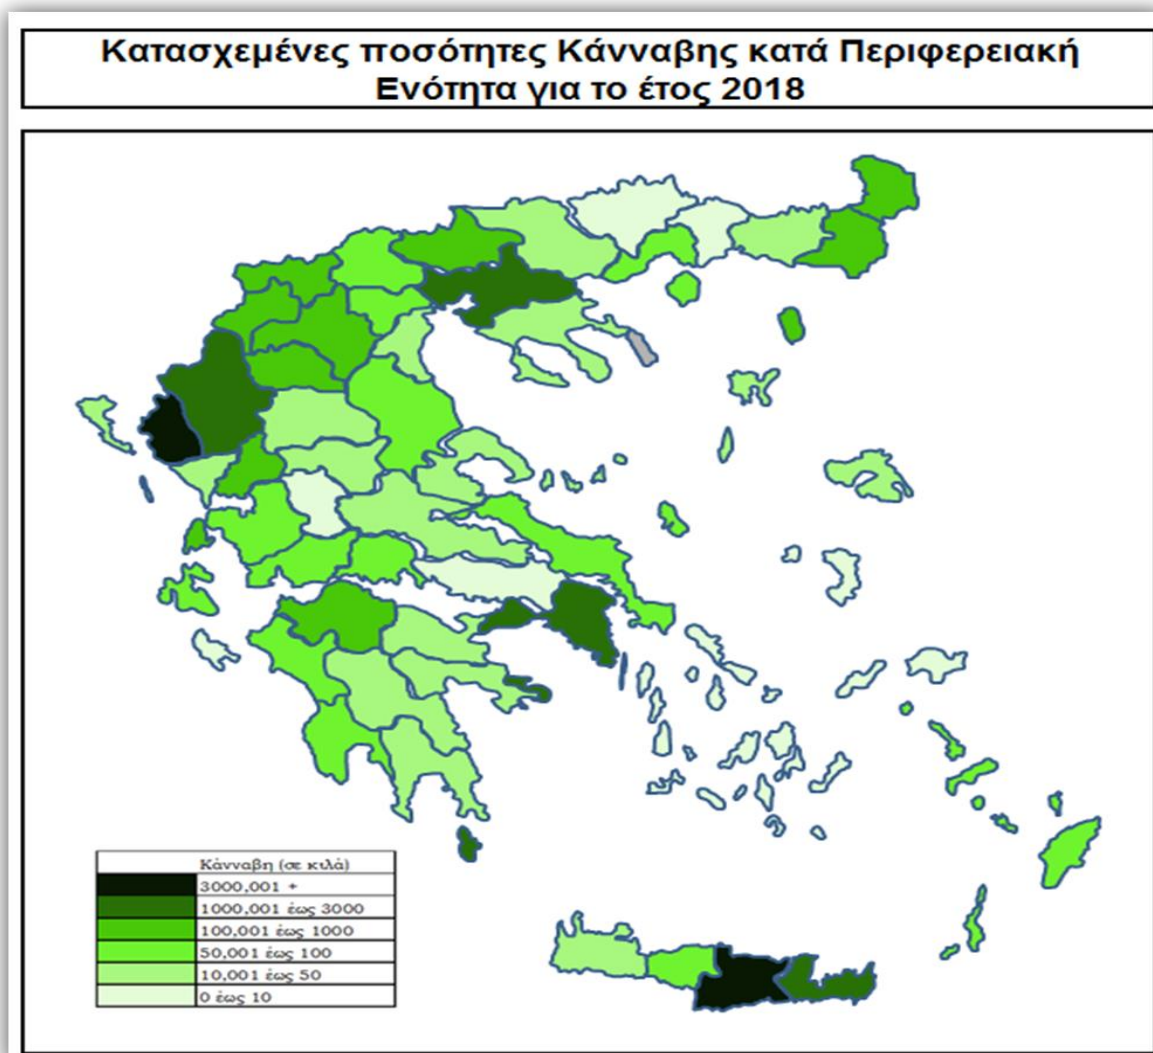 Κατασχεμένες ποσότητες Κάνναβης κατά Περιφερειακή
Ενότητα για το έτος 2018
Κάνναβη (σε κιλά)
3000,001 +
1000,001 έως 3000
100,001 έως 1000
50,001 έως 100
10,001 έως 50
0 έως 10